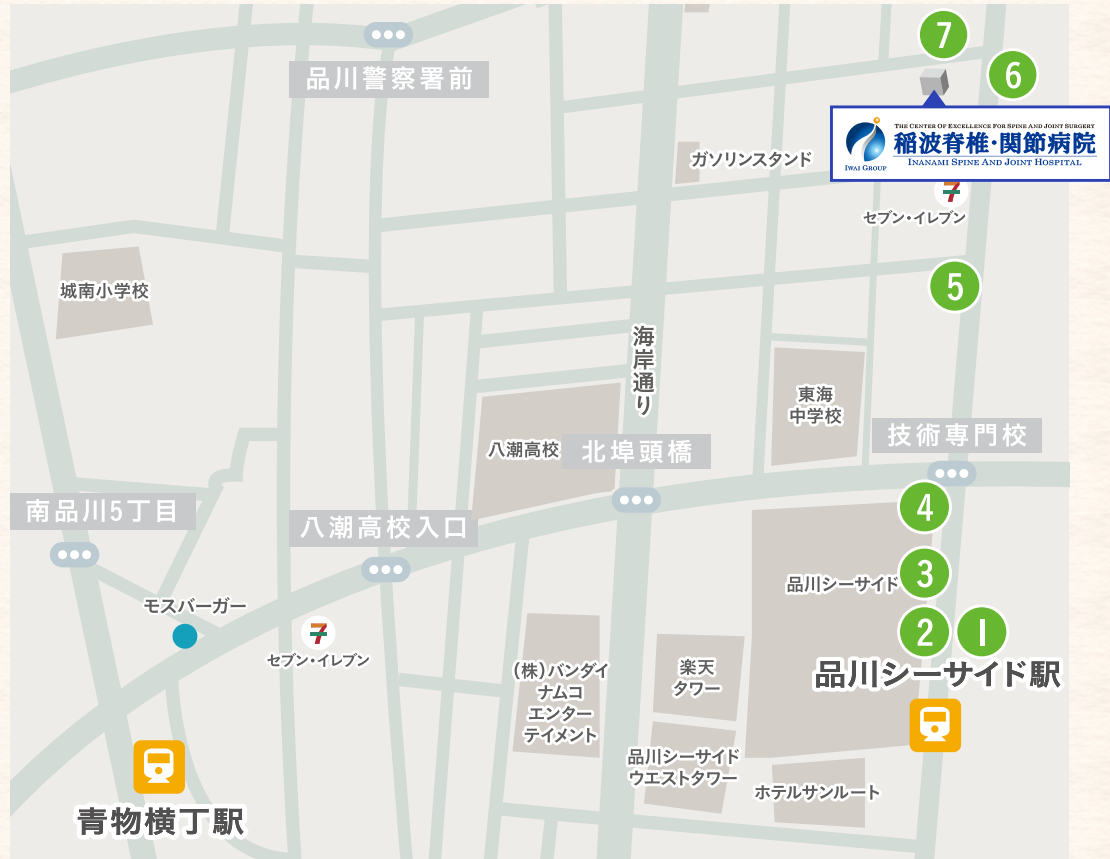 7
6
品川警察署前
THE CENTER OF EXCELLENCE FOR SPINE AND JOINT SURGERY
稲波脊椎・関節病院
INANAMI SPINE AND JOINT HOSPITAL
IWAI GROUP
ガソリンスタンド
7
セブン・イレブン
城南小学校
5
海岸通り
東海
中学校
技術専門校
八潮高校
北埠頭橋
4
南品川5丁目
八潮高校入口
3
品川シーサイド
モスバーガー
7
セブン・イレブン
2
1
品川シーサイド駅
(株)バンダイ
ナムコ
エンター
テイメント
楽天
タワー
品川シーサイド
ウエストタワー
ホテルサンルート
青物横丁駅